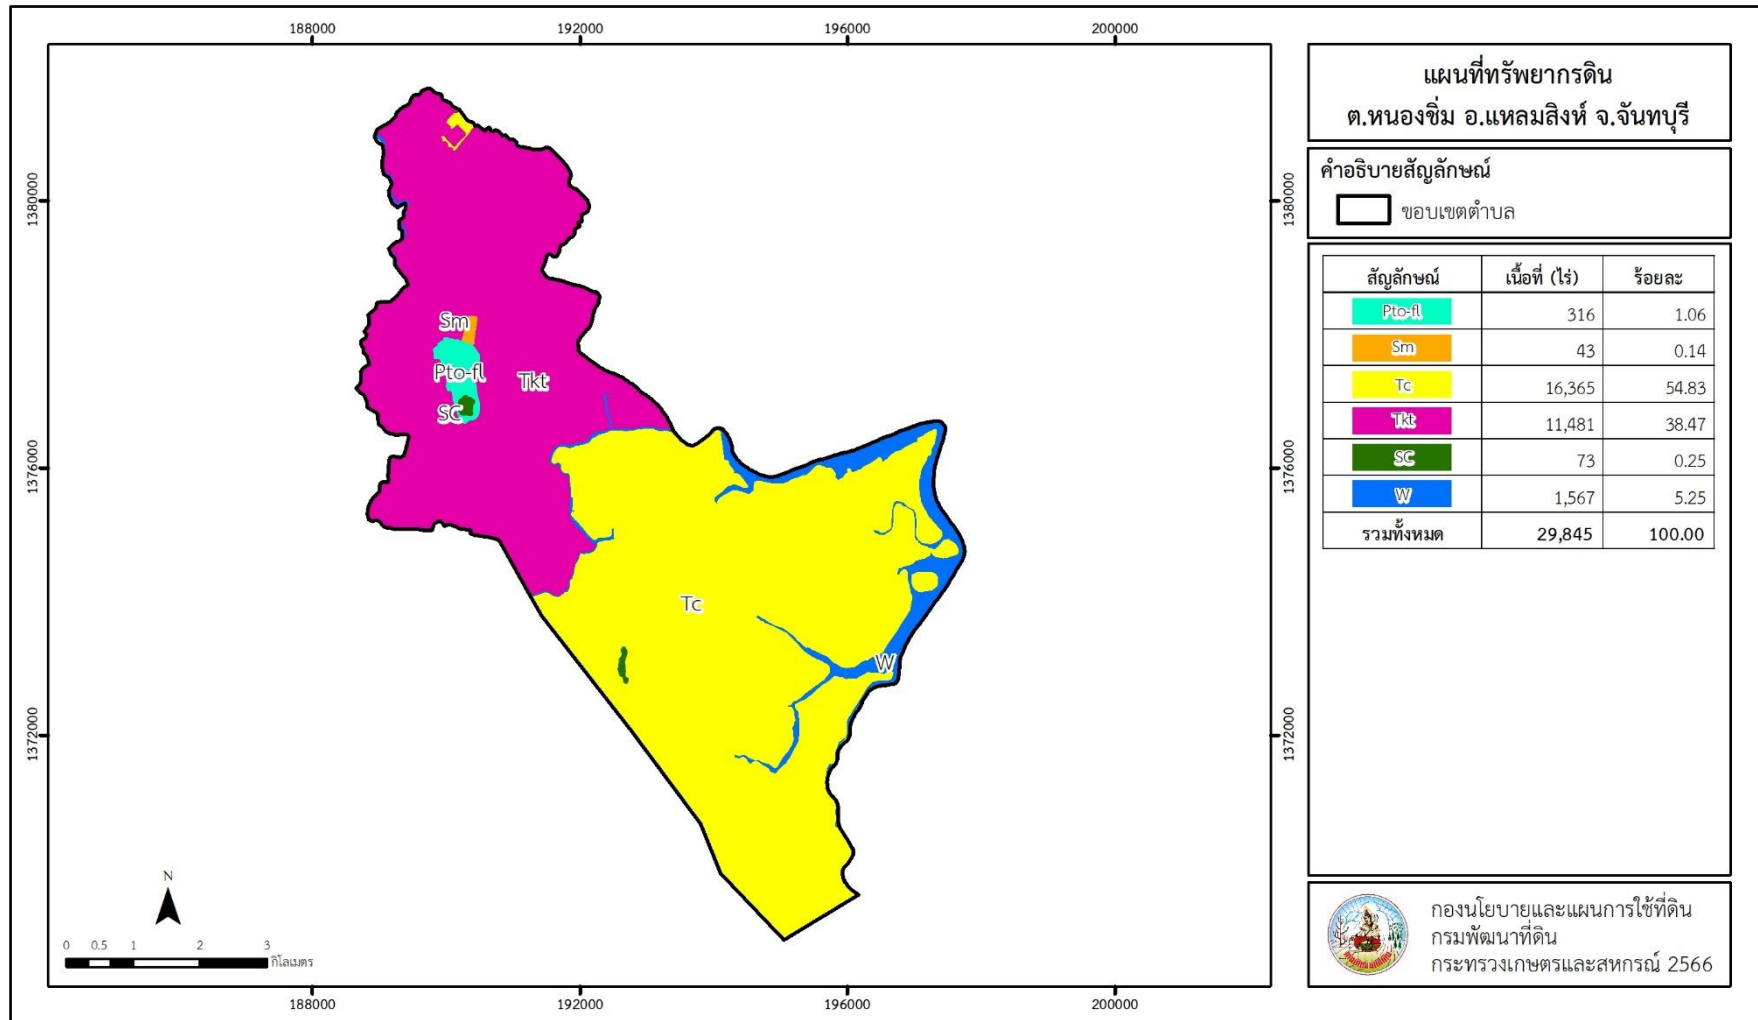 188000
192000
196000
200000
1380000
1376000
1372000
1380000
1376000
1372000
188000
192000
196000
200000
Sm
Pto-fl
SC
Tkt
Tc
W
N
0 0.5 1 2 3
กิโลเมตร
แผนที่ทรัพยากรดิน
ต.หนองชิ่ม อ.แหลมสิงห์ จ.จันทบุรี
คำอธิบายสัญลักษณ์
ขอบเขตตำบล
สัญลักษณ์ เนื้อที่ (ไร่) ร้อยละ
Pto-fl 316 1.06
Sm 43 0.14
Tc 16,365 54.83
Tkt 11,481 38.47
SC 73 0.25
W 1,567 5.25
รวมทั้งหมด 29,845 100.00
กองนโยบายและแผนการใช้ที่ดิน
กรมพัฒนาที่ดิน
กระทรวงเกษตรและสหกรณ์ 2566